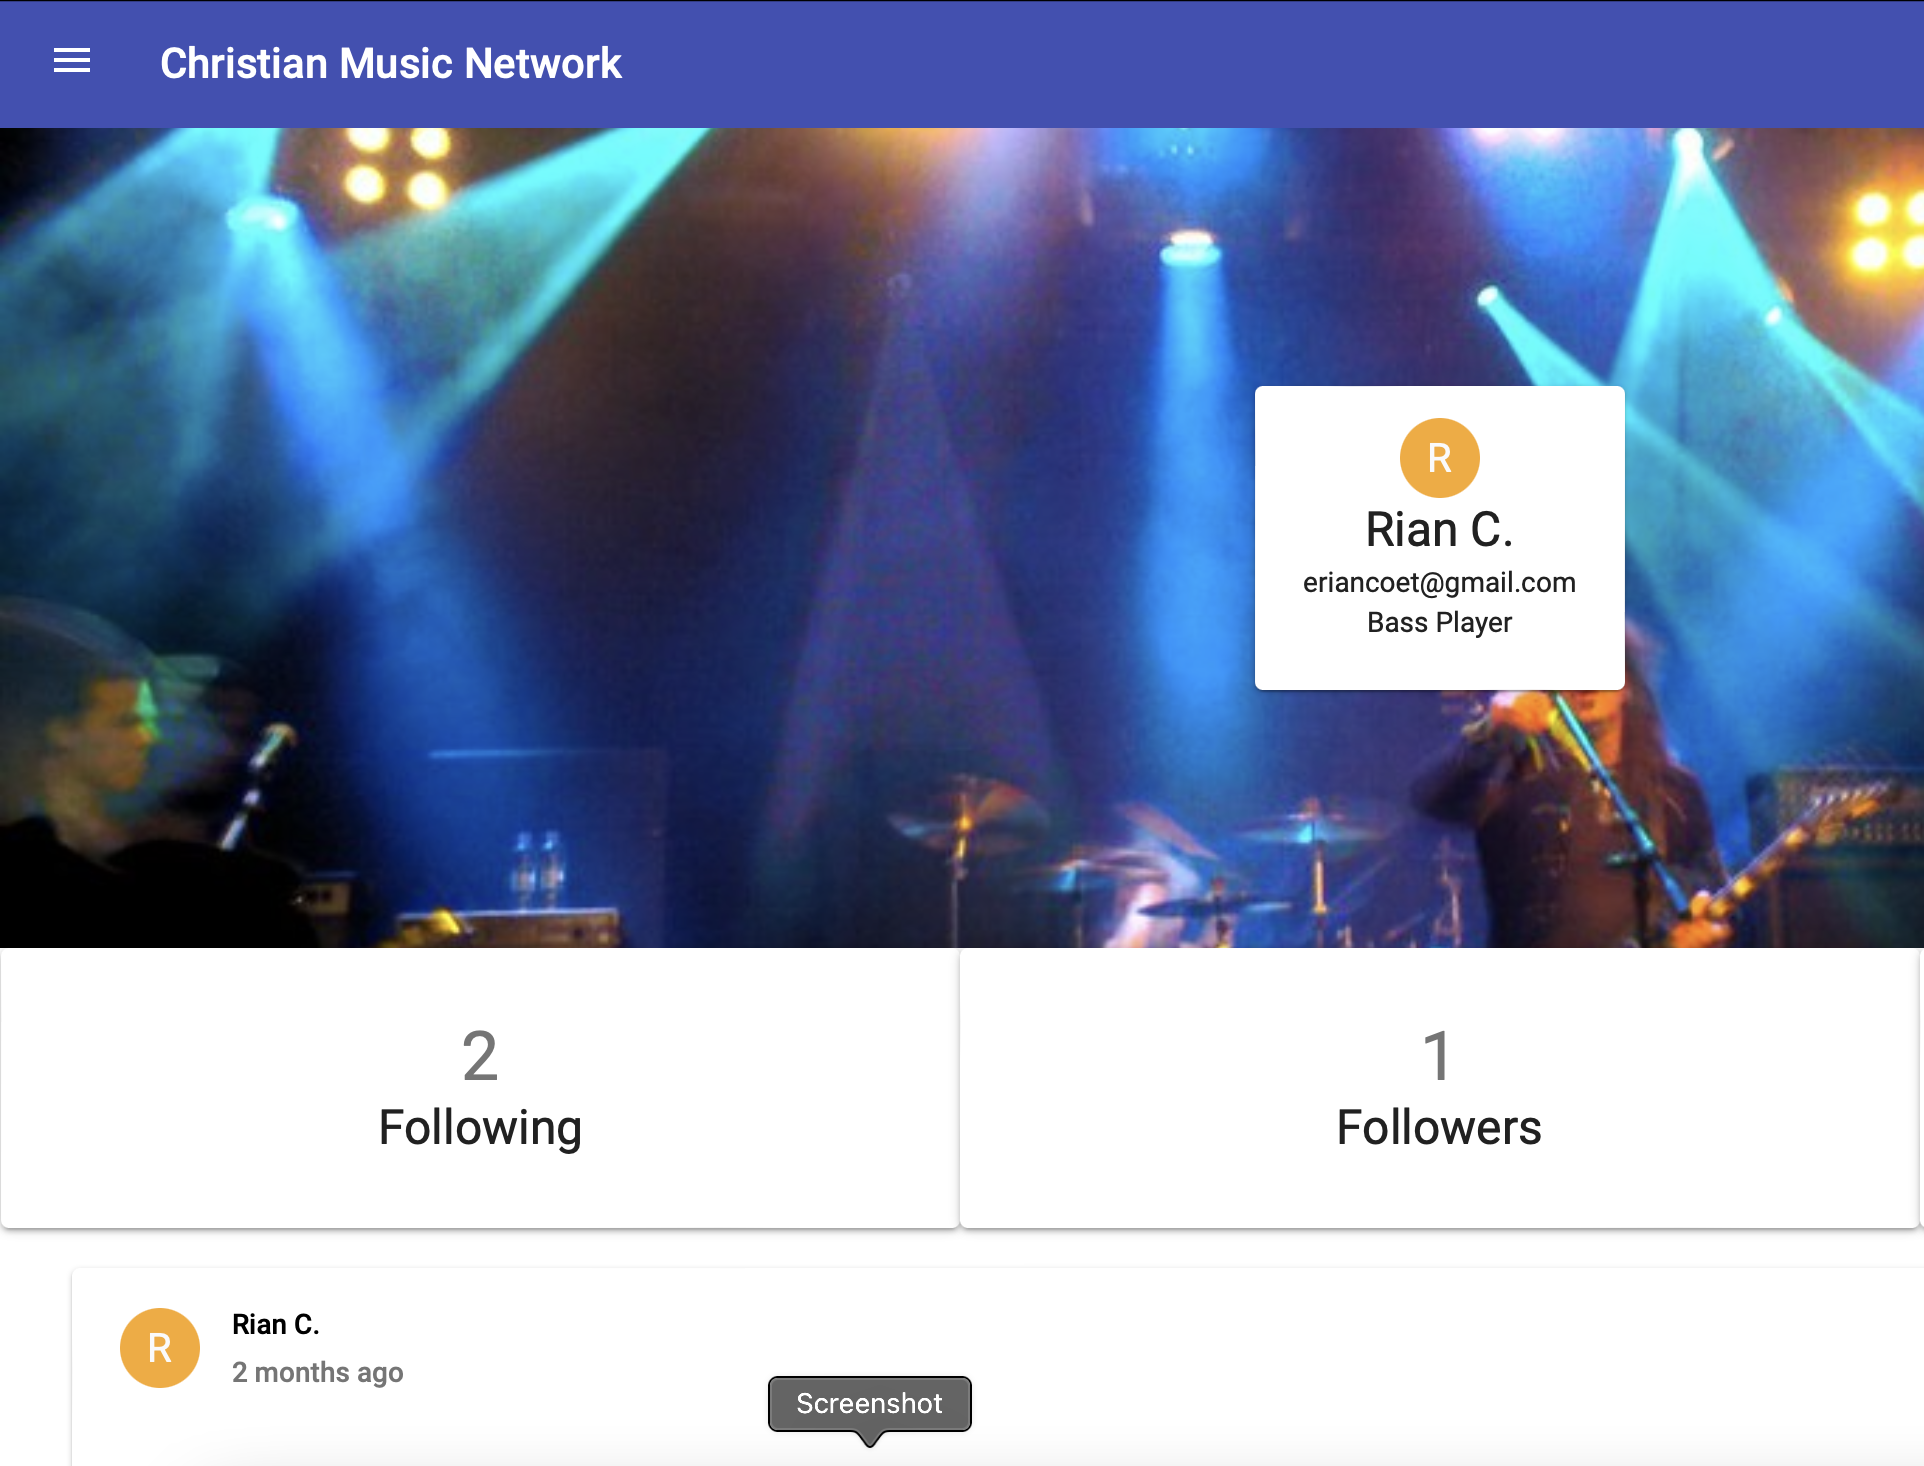 Christian Music Network
R
Rian C.
eriancoet@gmail.com
Bass Player
2
Following
1
Followers
R
Rian C.
2 months ago
Screenshot